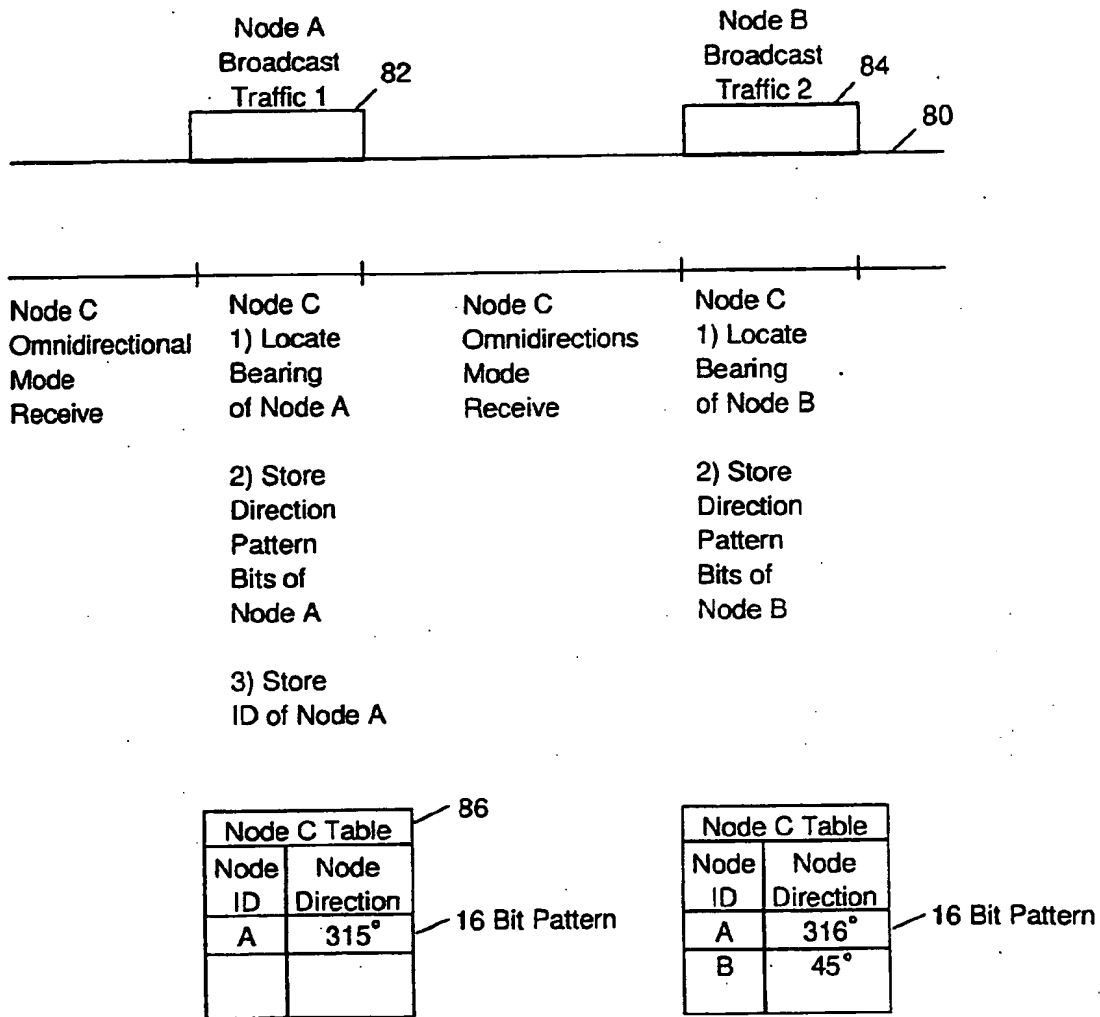 Node A
Broadcast
Traffic 1
82
Node B
Broadcast
Traffic 2
84
80
Node C
Omnidirectional
Mode
Receive
Node C
1) Locate
Bearing
of Node A
2) Store
Direction
Pattern
Bits of
Node A
3) Store
ID of Node A
Node C
Omnidirections
Mode
Receive
Node C
1) Locate
Bearing
of Node B
2) Store
Direction
Pattern
Bits of
Node B
86
Node C Table
Node ID
Node Direction
A 315°
16 Bit Pattern
Node C Table
Node ID
Node Direction
A 316°
B 45°
16 Bit Pattern